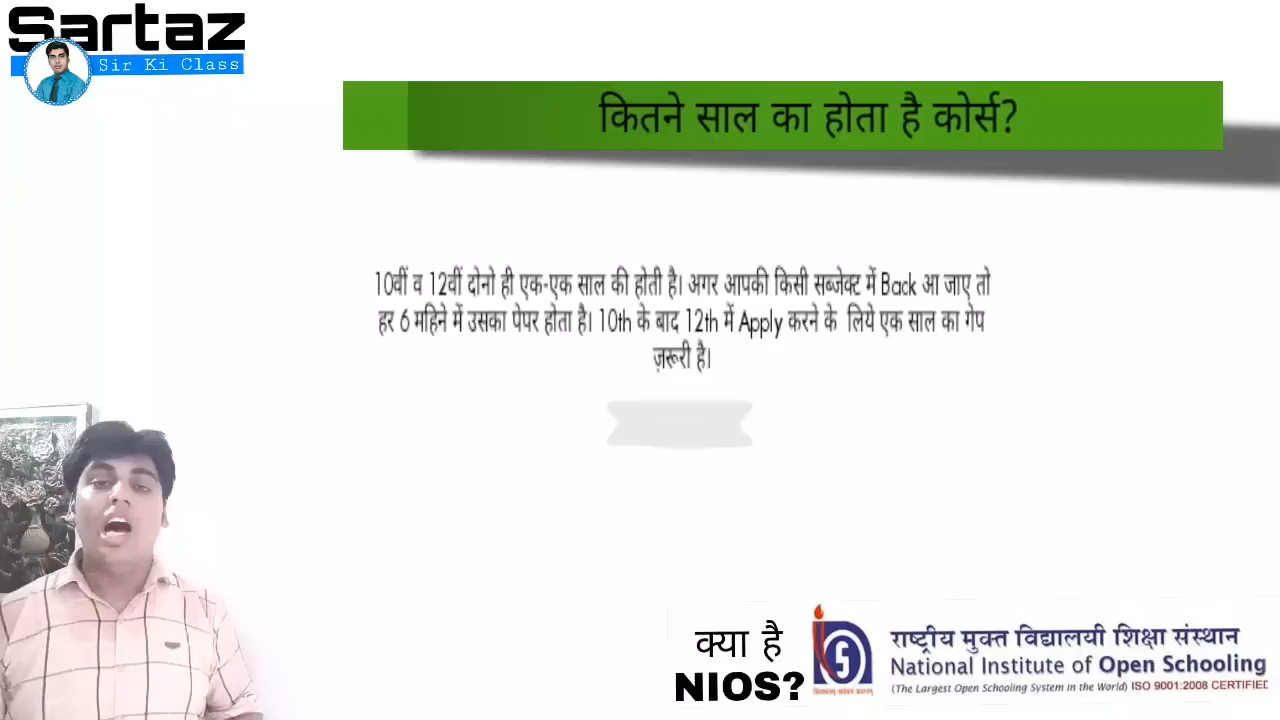 Sartaz
Sir Ki Class
कितने साल का होता है कोर्स?
10वीं व 12वीं दोनो ही एक-एक साल की होती है। अगर आपकी किसी सब्जेक्ट में Back आ जाए तो
हर 6 महिने में उसका पेपर होता है। 10th के बाद 12th में Apply करने के लिये एक साल का गेप
ज़रूरी है।
क्या है
NIOS?
राष्ट्रीय मुक्त विद्यालयी शिक्षा संस्थान
National Institute of Open Schooling
(The Largest Open Schooling System in the World) ISO 9001:2008 CERTIFIED